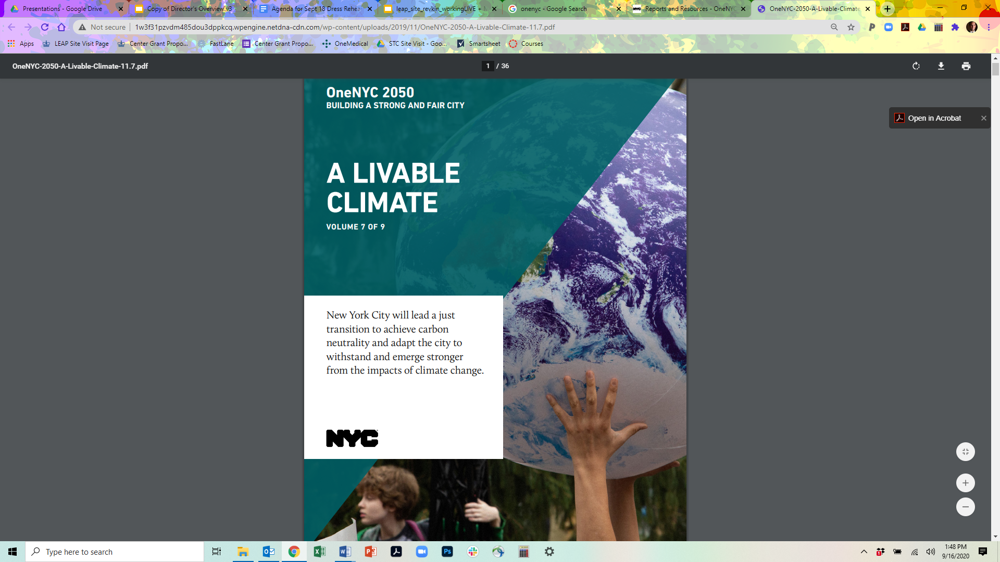 Presentations - Google Drive
Copy of Director's Overview v3 -
Agenda for Sept 18 Dress Rehear
leap_site_revkin_workingLIVE +
onenyc - Google Search
NYC Reports and Resources - OneNYC
OneNYC-2050-A-Livable-Climate-
Not secure
1w3f31pzvdm485dou3dppkcq.wpengine.netdna-cdn.com/wp-content/uploads/2019/11/OneNYC-2050-A-Livable-Climate-11.7.pdf
Apps
LEAP Site Visit Page
Center Grant Propo...
FastLane
Center Grant Propo...
OneMedical
STC Site Visit - Goo...
Smartsheet
Courses
OneNYC-2050-A-Livable-Climate-11.7.pdf
1 / 36
Open in Acrobat
OneNYC 2050
BUILDING A STRONG AND FAIR CITY
A LIVABLE
CLIMATE
VOLUME 7 OF 9
New York City will lead a just
transition to achieve carbon
neutrality and adapt the city to
withstand and emerge stronger
from the impacts of climate change.
NYC
Type here to search
Ps
1:48 PM
9/16/2020